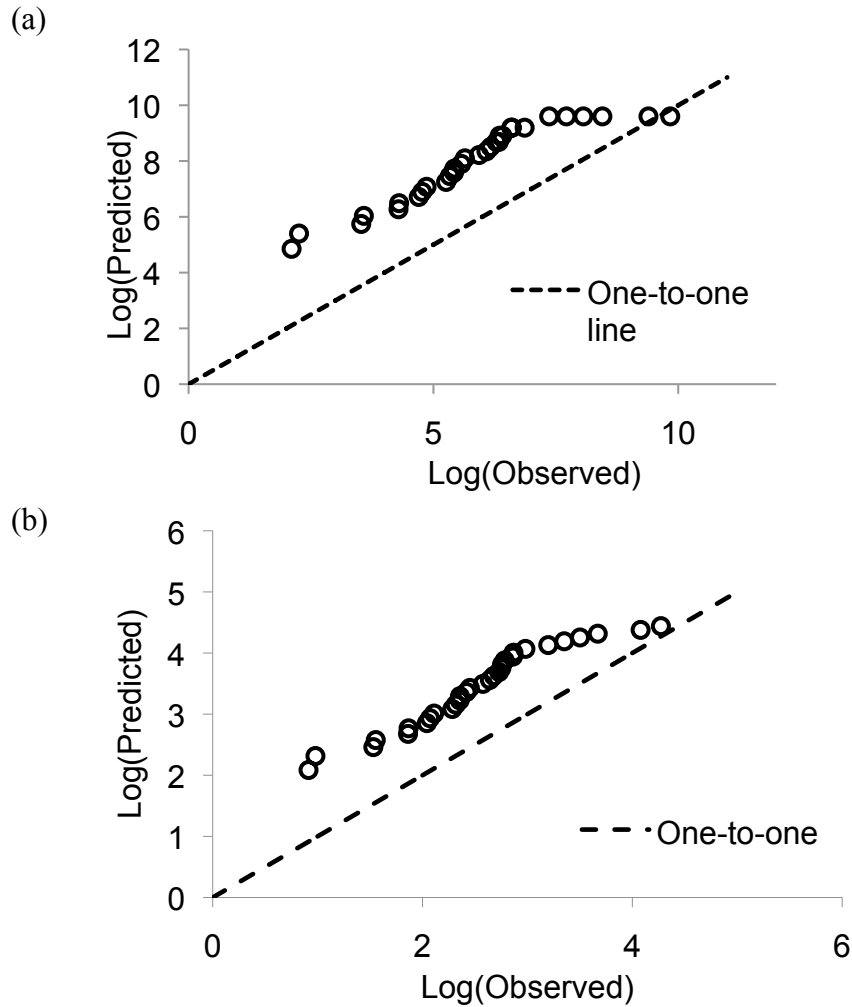 (a)
12
10
8
6
4
2
0
Log(Predicted)
One-to-one
line
0 5 10
Log(Observed)
(b)
6
5
4
3
2
1
0
Log(Predicted)
One-to-one
0 2 4 6
Log(Observed)